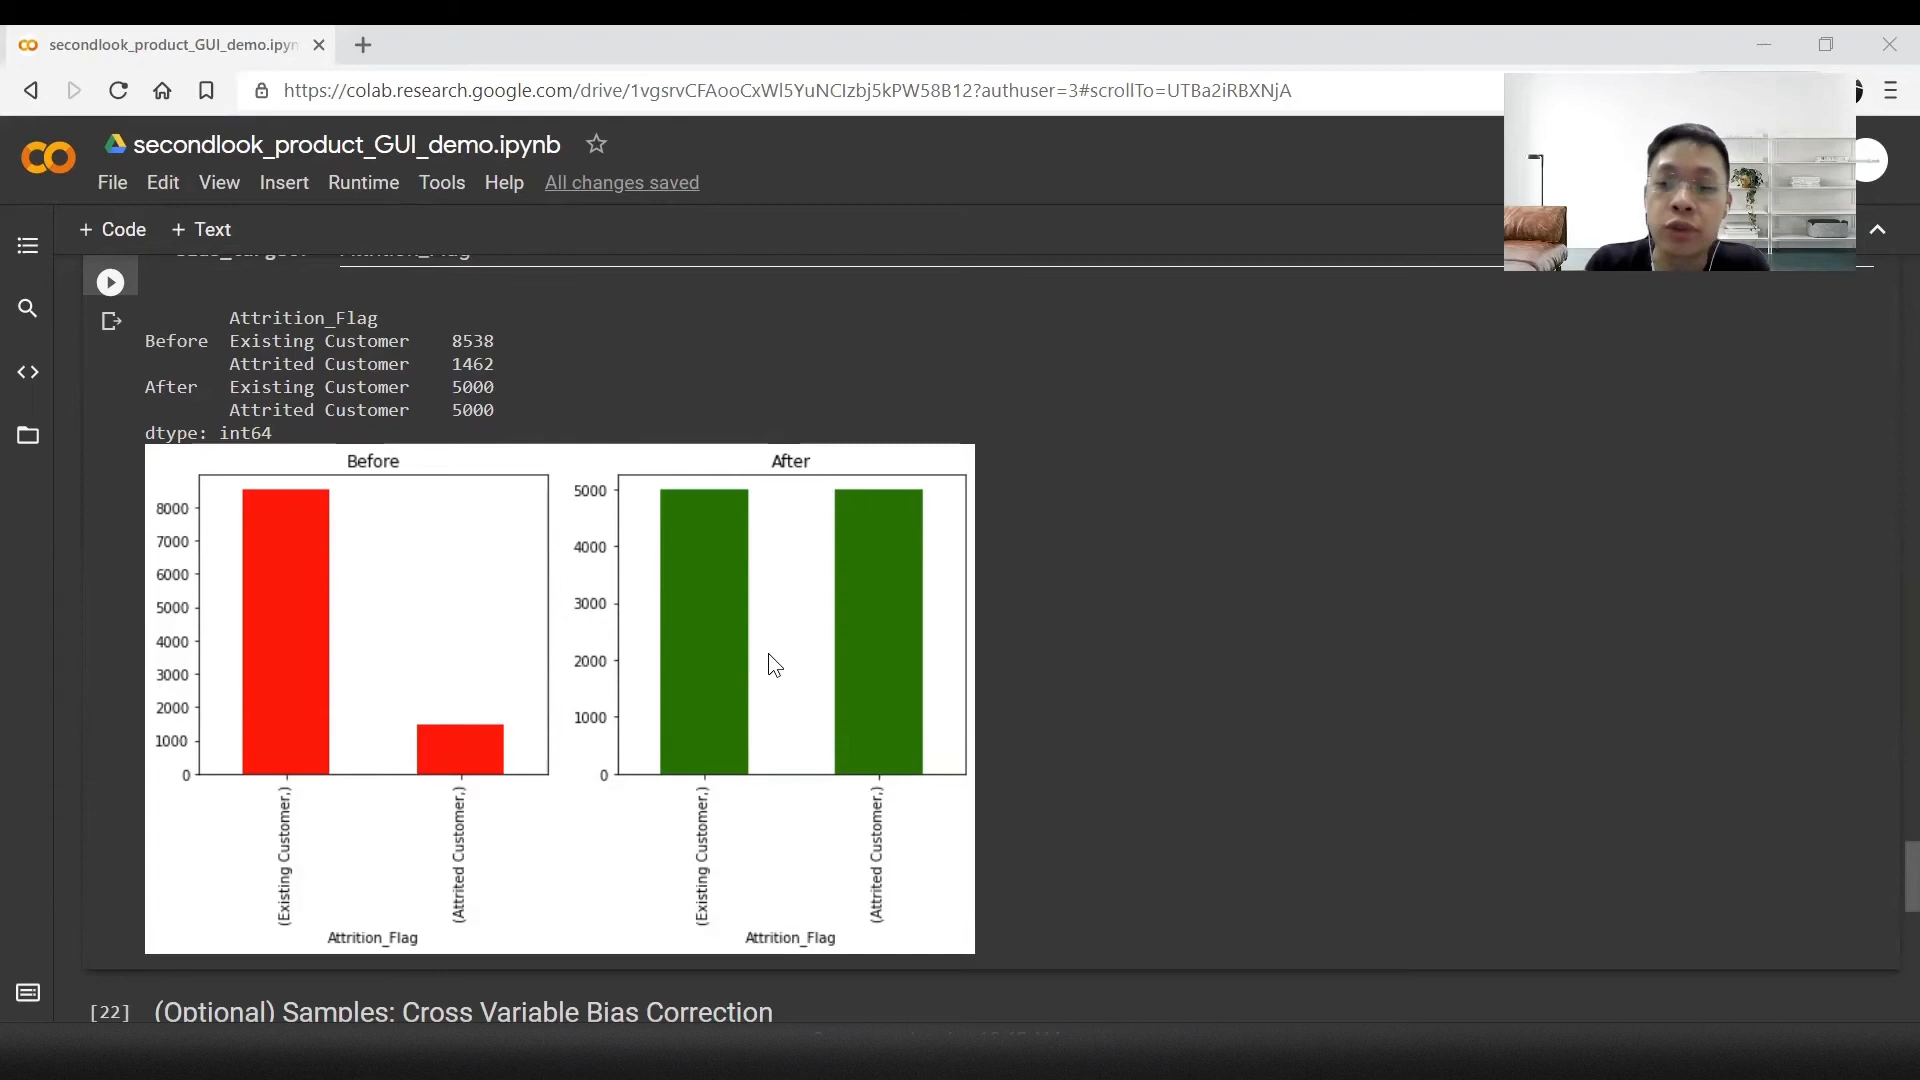 secondlook_product_GUI_demo.ipyn
https://colab.research.google.com/drive/1vgsrvCFAooCxWl5YuNCIzbj5kPW58B12?authuser=3#scrollTo=UTBa2iRBXNjA
secondlook_product_GUI_demo.ipynb
File Edit View Insert Runtime Tools Help All changes saved
+ Code + Text
Attrition_Flag
Before Existing Customer 8538
Attrited Customer 1462
After Existing Customer 5000
Attrited Customer 5000
dtype: int64
Before
8000
7000
6000
5000
4000
3000
2000
1000
0
(Existing Customer,)
(Attrited Customer,)
Attrition_Flag
After
5000
4000
3000
2000
1000
0
(Existing Customer,)
(Attrited Customer,)
Attrition_Flag
[22] (Optional) Samples: Cross Variable Bias Correction